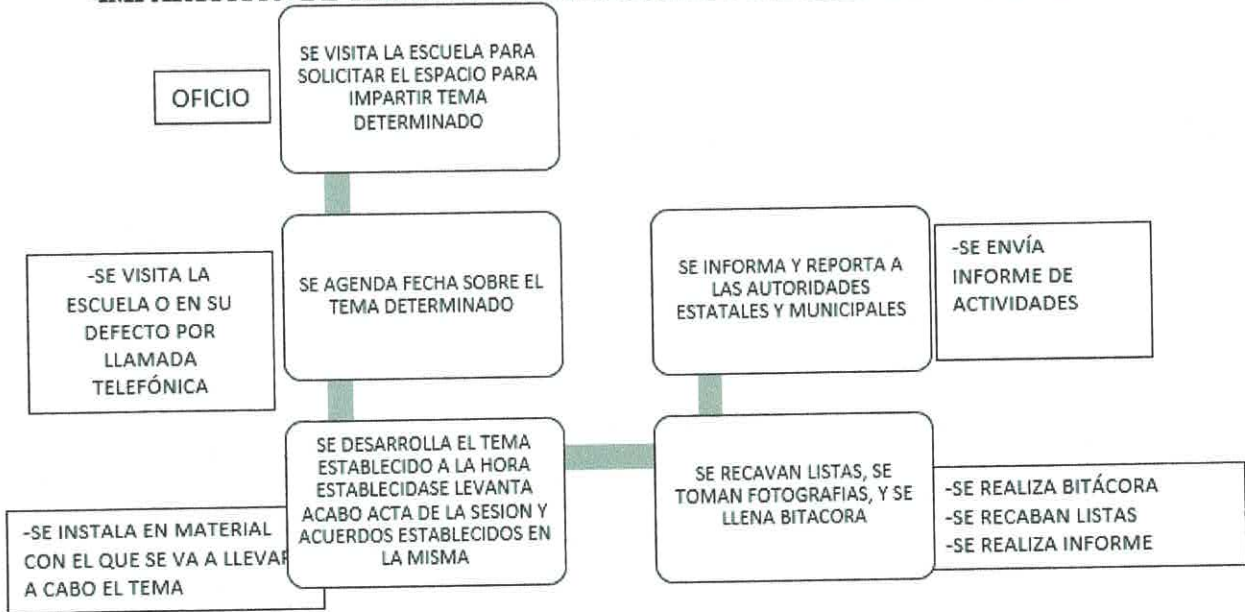 OFICIO
SE VISITA LA ESCUELA PARA
SOLICITAR EL ESPACIO PARA
IMPARTIR TEMA
DETERMINADO
-SE VISITA LA
ESCUELA O EN SU
DEFECTO POR
LLAMADA
TELEFÓNICA
SE AGENDA FECHA SOBRE EL
TEMA DETERMINADO
-SE INSTALA EN MATERIAL
CON EL QUE SE VA A LLEVAR
A CABO EL TEMA
SE DESARROLLA EL TEMA
ESTABLECIDO A LA HORA
ESTABLECIDASE LEVANTA
ACABO ACTA DE LA SESION Y
ACUERDOS ESTABLECIDOS EN
LA MISMA
SE RECAVAN LISTAS, SE
TOMAN FOTOGRAFIAS, Y SE
LLENA BITACORA
-SE REALIZA BITÁCORA
-SE RECABAN LISTAS
-SE REALIZA INFORME
SE INFORMA Y REPORTA A
LAS AUTORIDADES
ESTATALES Y MUNICIPALES
-SE ENVÍA
INFORME DE
ACTIVIDADES